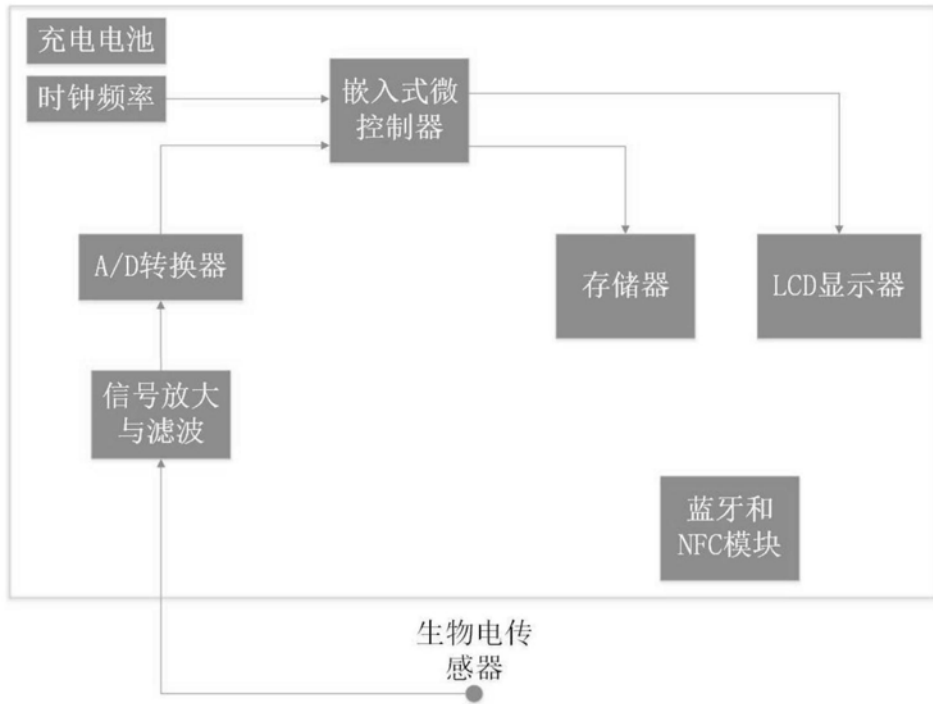 充电电池
时钟频率
嵌入式微
控制器
A/D转换器
存储器
LCD显示器
信号放大
与滤波
蓝牙和
NFC模块
生物电传
感器